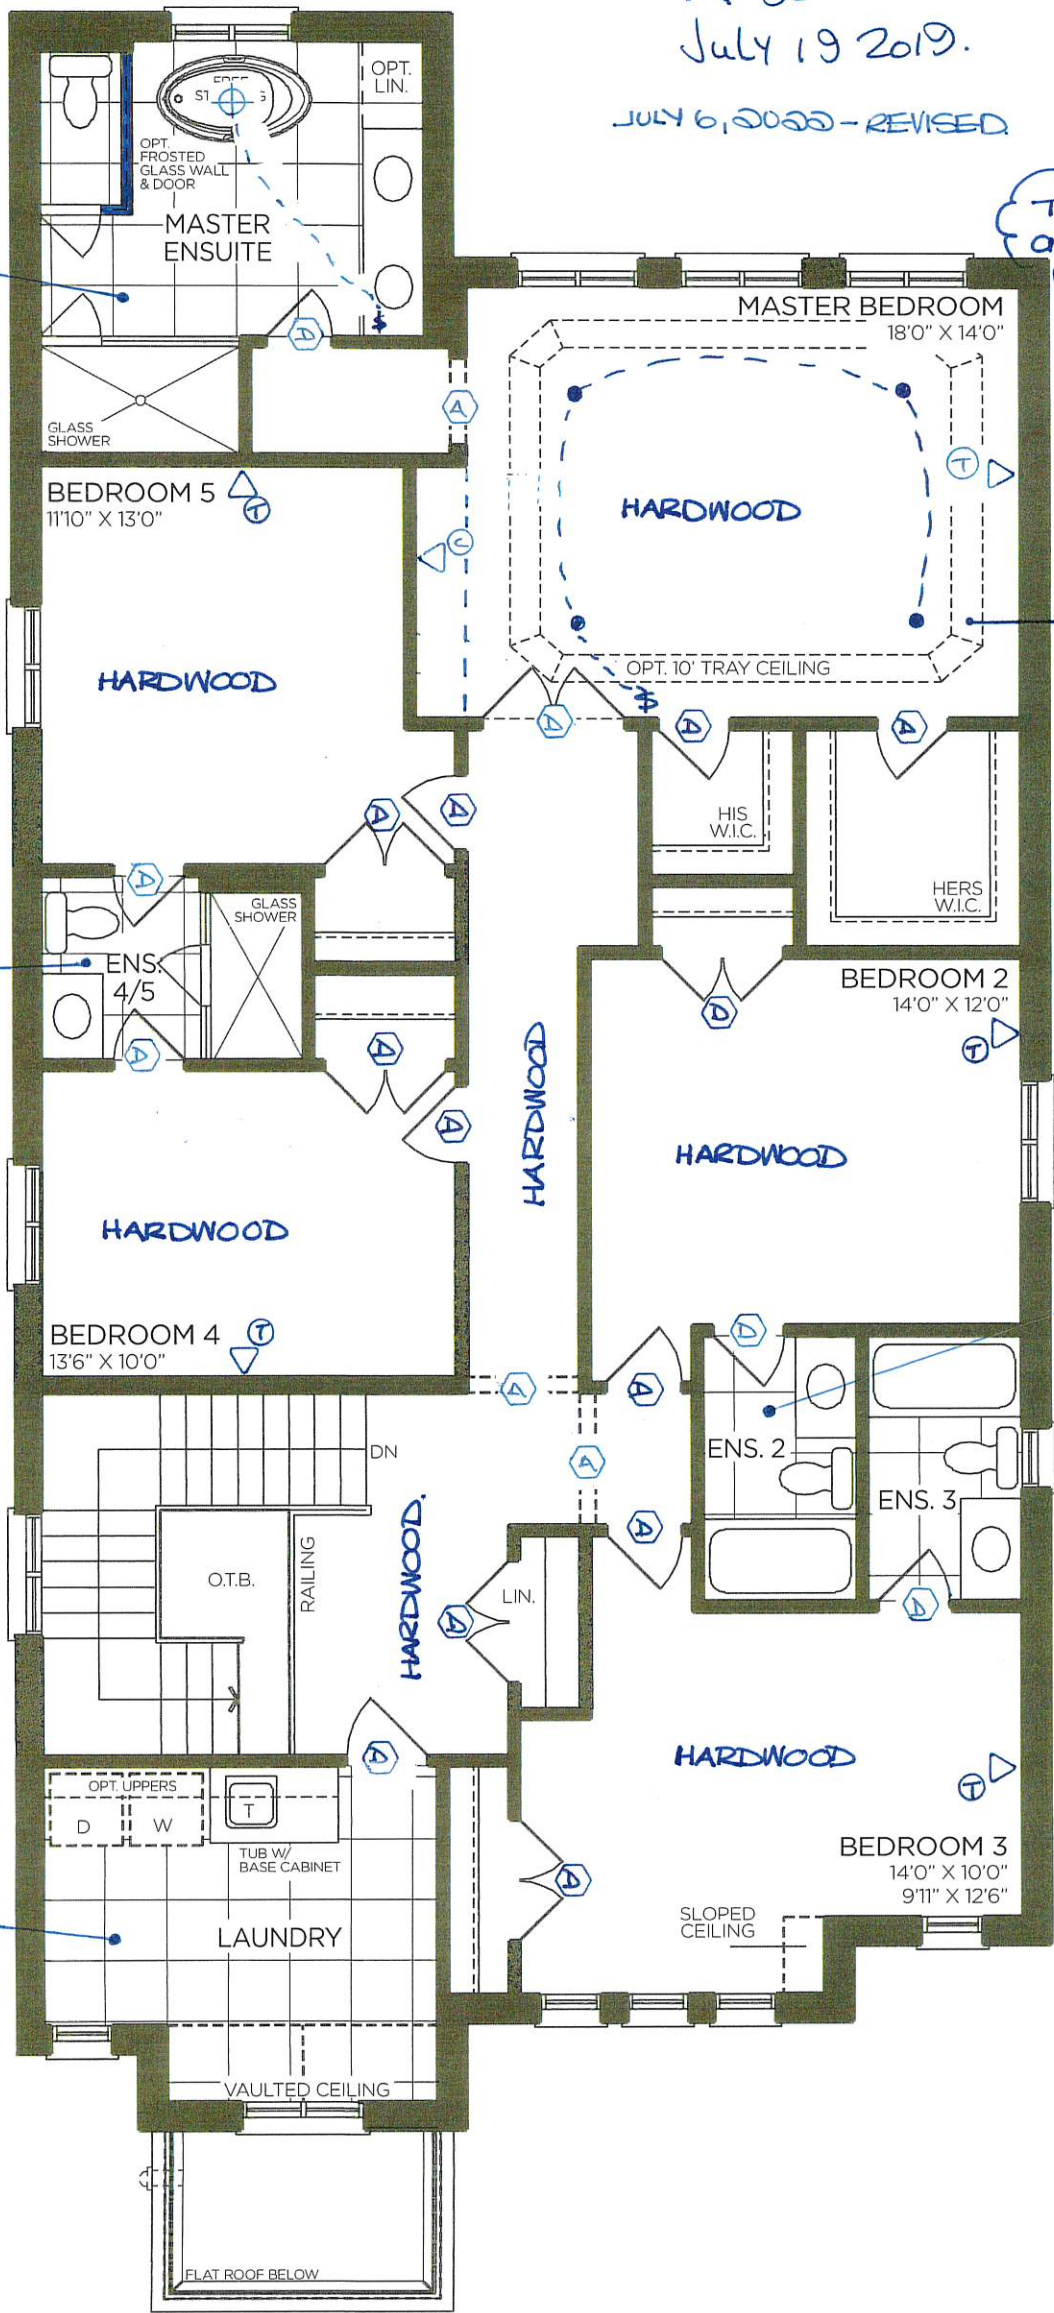 July 19 2019.
JULY 6, 2022 - REVISED.
OPT.
LIN.
OPT.
FROSTED
GLASS WALL
& DOOR
MASTER
ENSUITE
MASTER BEDROOM
18'0" X 14'0"
GLASS
SHOWER
A
D
T
HARDWOOD
BEDROOM 5
11'10" X 13'0"
T
C
HARDWOOD
OPT. 10' TRAY CEILING
$
$
D
D
D
HIS
W.I.C.
HERS
W.I.C.
D
D
D
GLASS
SHOWER
ENS.
4/5
BEDROOM 2
14'0" X 12'0"
D
T
D
D
D
HARDWOOD
HARDWOOD
HARDWOOD
BEDROOM 4
13'6" X 10'0"
T
D
A
D
DN
A
ENS. 2
ENS. 3
D
D
HARDWOOD.
RAILING
O.T.B.
LIN.
D
D
HARDWOOD
T
OPT. UPPERS
D
W
T
TUB W/
BASE CABINET
BEDROOM 3
14'0" X 10'0"
9'11" X 12'6"
D
SLOPED
CEILING
LAUNDRY
VAULTED CEILING
FLAT ROOF BELOW